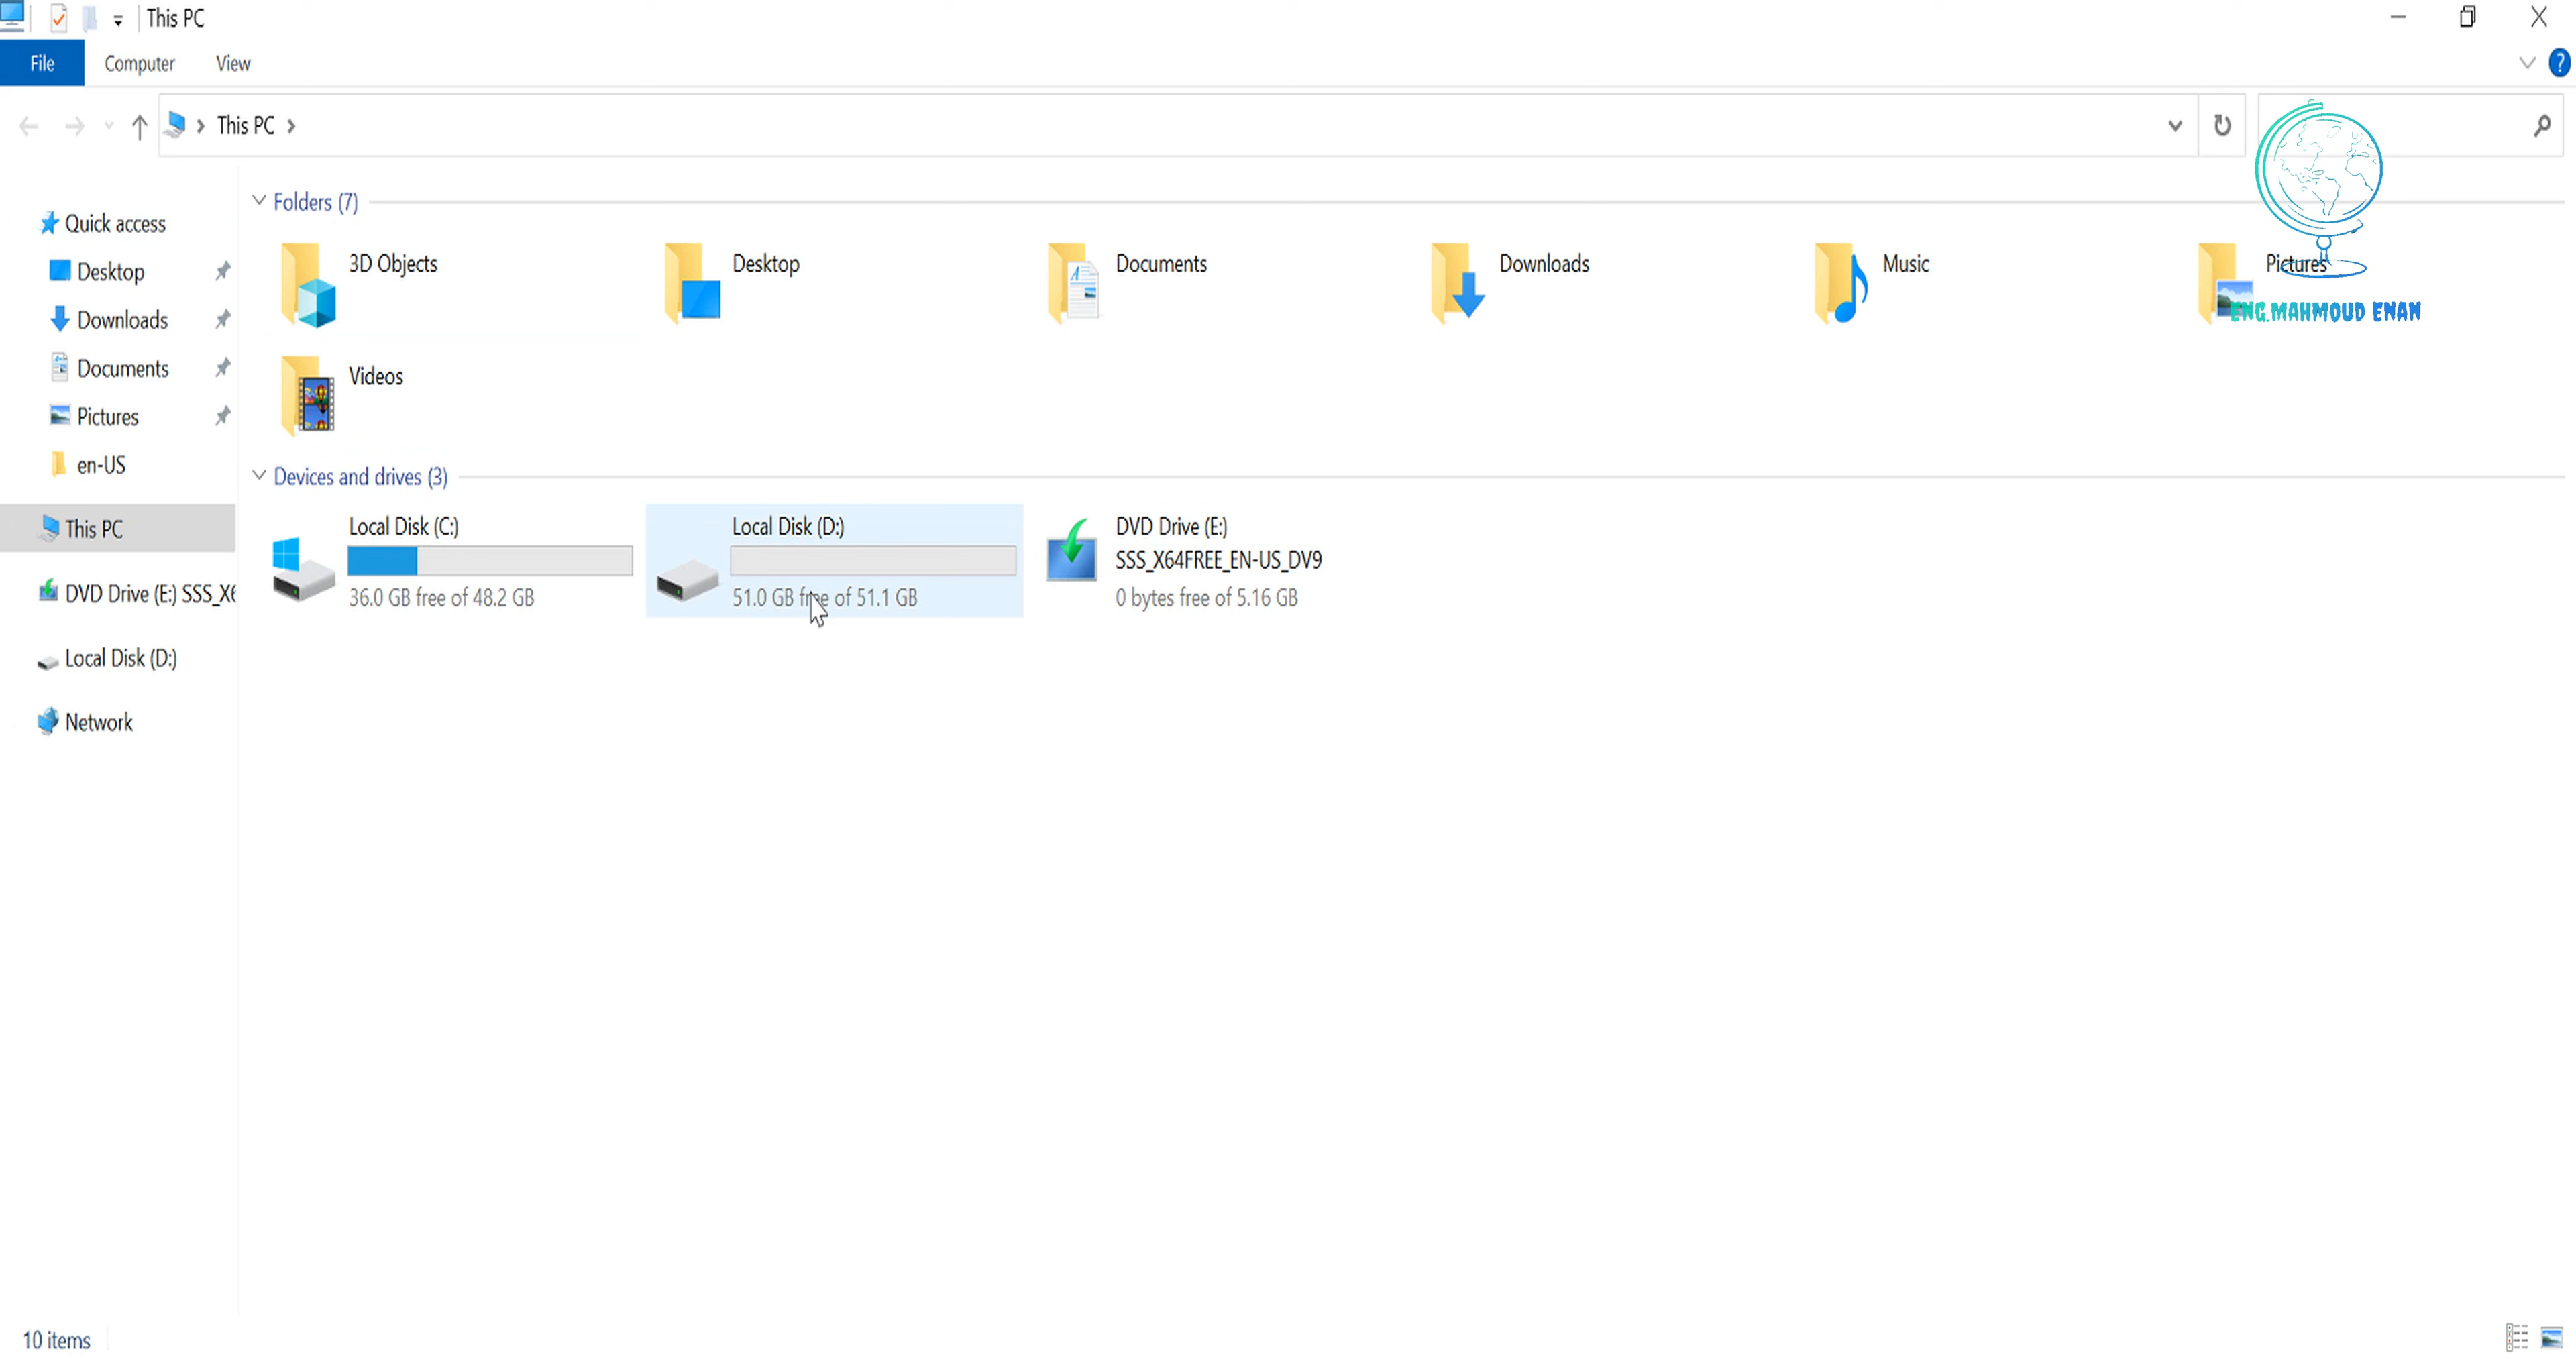 This PC
File Computer View
This PC
Quick access
Desktop
Downloads
Documents
Pictures
en-US
This PC
DVD Drive (E:) SSS_X6
Local Disk (D:)
Network
Folders (7)
3D Objects
Desktop
Documents
Downloads
Music
Pictures
ENG.MAHMOUD ENAN
Videos
Devices and drives (3)
Local Disk (C:)
36.0 GB free of 48.2 GB
Local Disk (D:)
51.0 GB free of 51.1 GB
DVD Drive (E:)
SSS_X64FREE_EN-US_DV9
0 bytes free of 5.16 GB
10 items